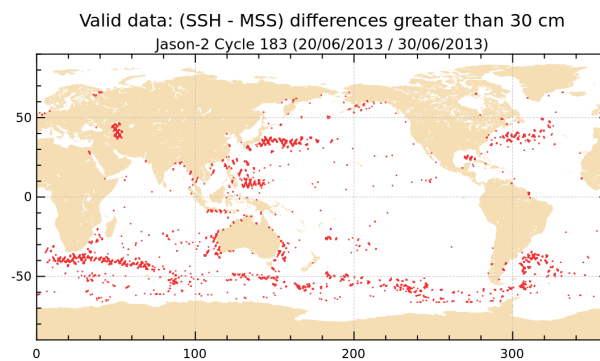 Valid data: (SSH - MSS) differences greater than 30 cm
Jason-2 Cycle 183 (20/06/2013 / 30/06/2013)
50
0
-50
0 100 200 300